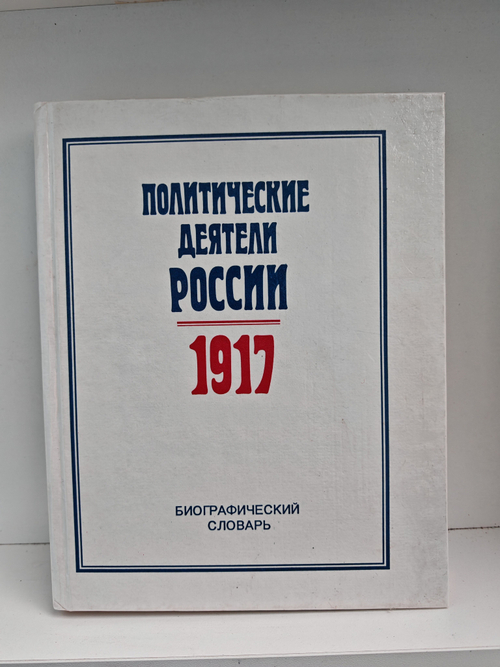 ПОЛИТИЧЕСКИЕ
ДЕЯТЕЛИ
РОССИИ
1917
БИОГРАФИЧЕСКИЙ
СЛОВАРЬ